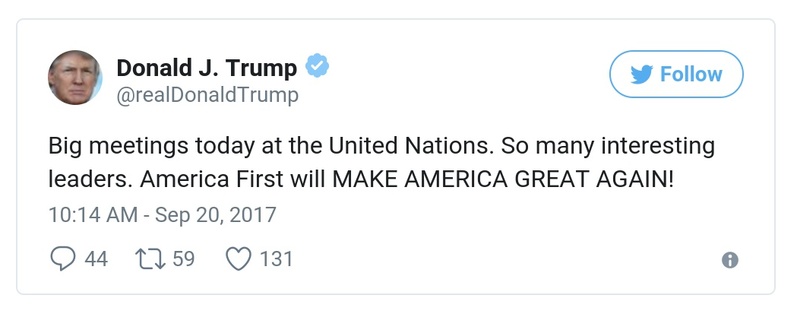 Donald J. Trump
@realDonaldTrump
Follow
Big meetings today at the United Nations. So many interesting
leaders. America First will MAKE AMERICA GREAT AGAIN!
10:14 AM - Sep 20, 2017
44 59 131